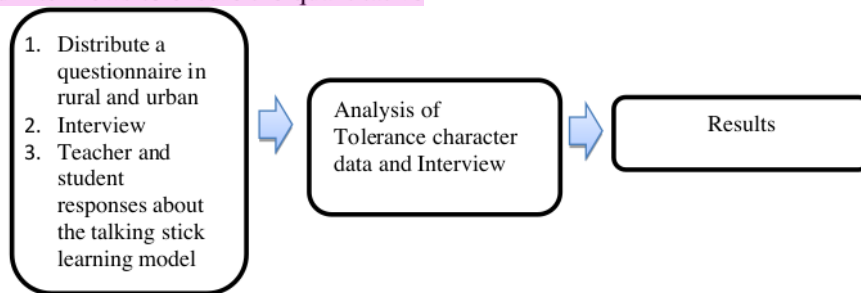 1. Distribute a
questionnaire in
rural and urban
2. Interview
3. Teacher and
student
responses about
the talking stick
learning model
Analysis of
Tolerance character
data and Interview
Results